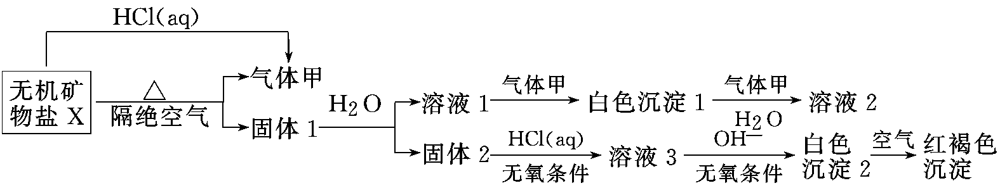 HCl(aq)
无机矿
物盐 X
△
隔绝空气
气体甲
固体 1
H₂O
溶液 1
气体甲
白色沉淀 1
气体甲
H₂O
溶液 2
固体 2
HCl(aq)
无氧条件
溶液 3
OH⁻
无氧条件
白色
沉淀 2
空气
红褐色
沉淀